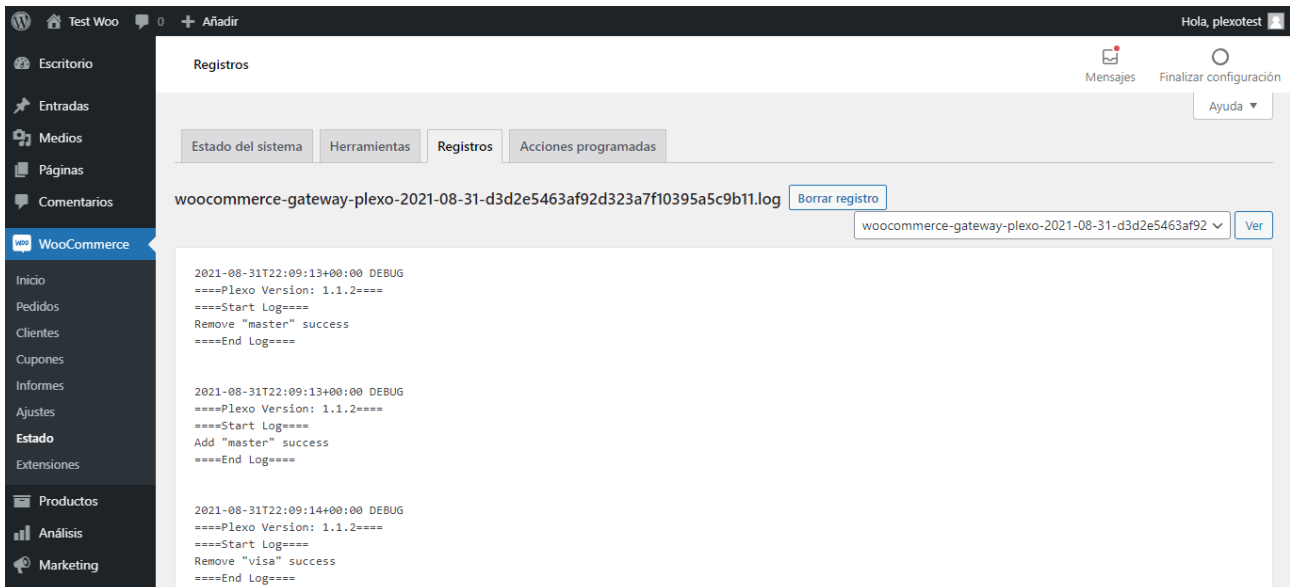 Test Woo 0 Añadir Hola, plexotest
Escritorio
Entradas
Medios
Páginas
Comentarios
WooCommerce
Inicio
Pedidos
Clientes
Cupones
Informes
Ajustes
Estado
Extensiones
Productos
Análisis
Marketing
Registros
Mensajes Finalizar configuración
Ayuda
Estado del sistema Herramientas Registros Acciones programadas
woocommerce-gateway-plexo-2021-08-31-d3d2e5463af92d323a7f10395a5c9b11.log Borrar registro
woocommerce-gateway-plexo-2021-08-31-d3d2e5463af92 Ver
2021-08-31T22:09:13+00:00 DEBUG
====Plexo Version: 1.1.2====
====Start Log====
Remove "master" success
====End Log====
2021-08-31T22:09:13+00:00 DEBUG
====Plexo Version: 1.1.2====
====Start Log====
Add "master" success
====End Log====
2021-08-31T22:09:14+00:00 DEBUG
====Plexo Version: 1.1.2====
====Start Log====
Remove "visa" success
====End Log====